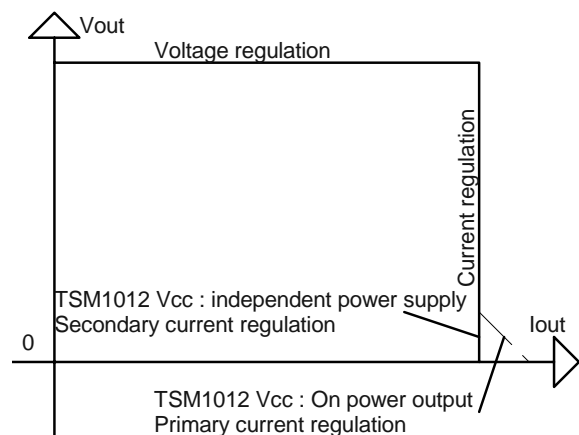 Vout
Voltage regulation
Current regulation
TSM1012 Vcc : independent power supply
Secondary current regulation
Iout
0
TSM1012 Vcc : On power output
Primary current regulation